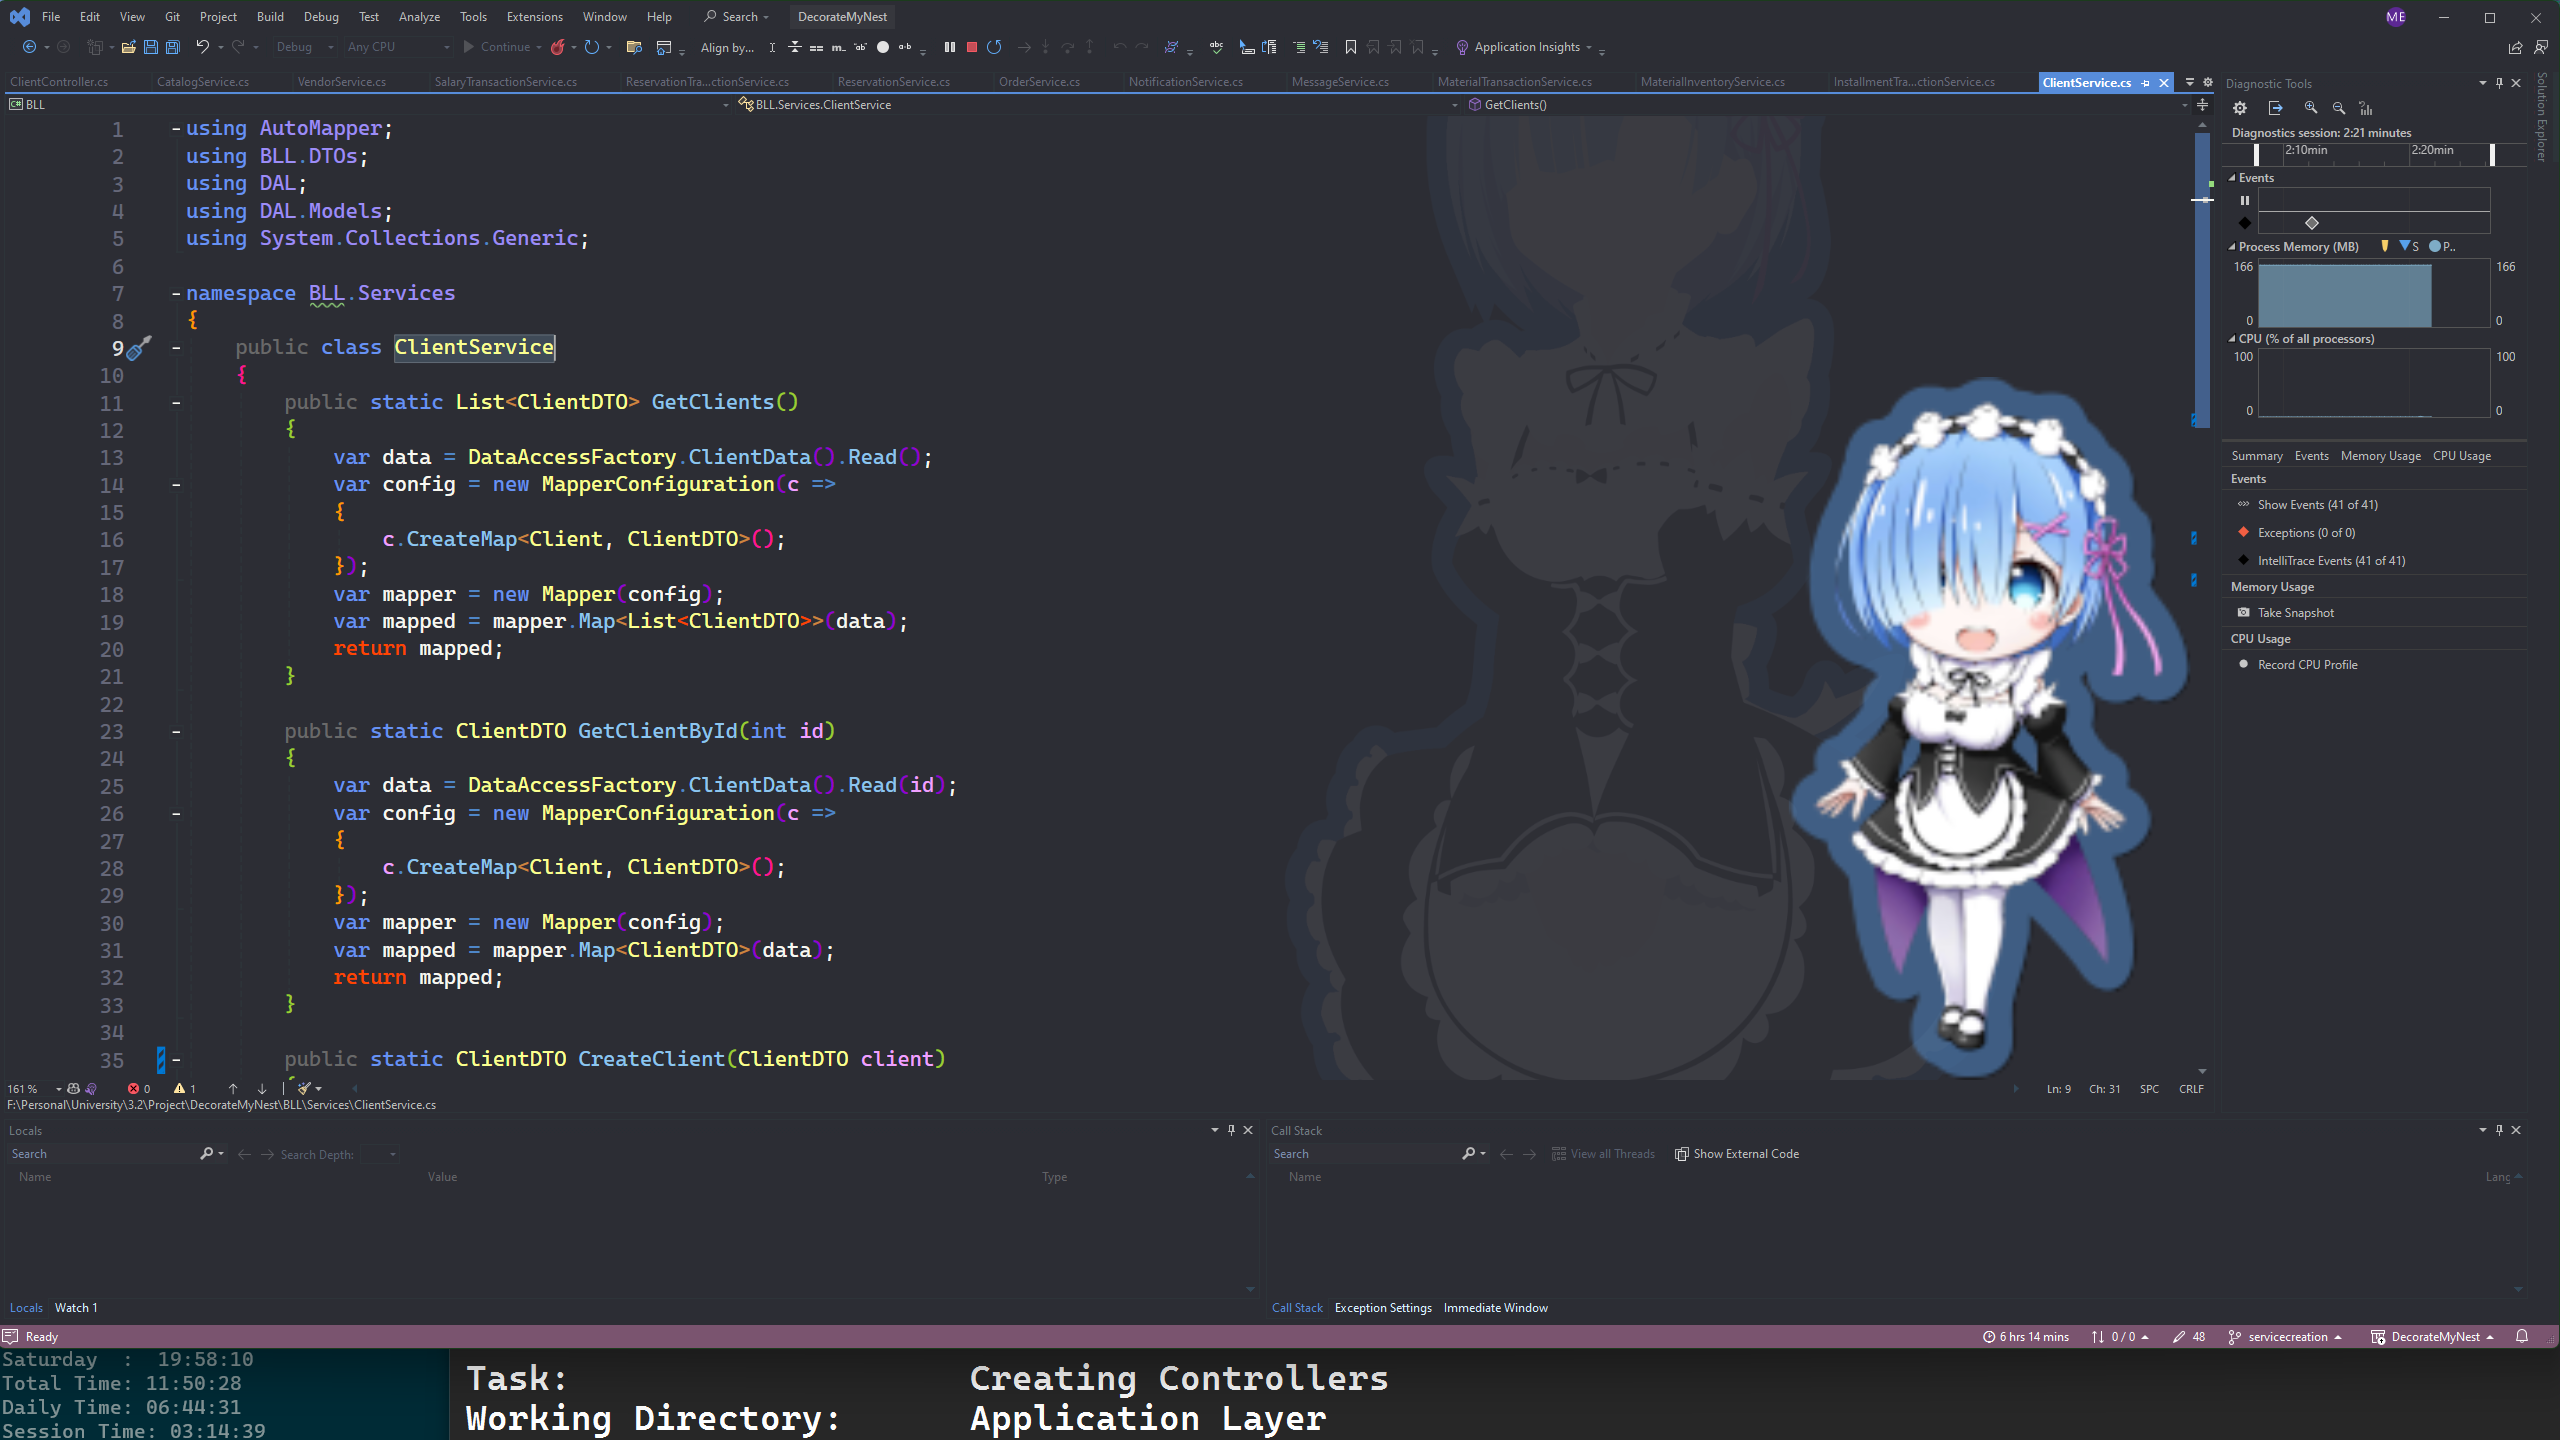 File Edit View Git Project Build Debug Test Analyze Tools Extensions Window Help Search DecorateMyNest ME
Debug Any CPU Continue Align by... Application Insights
ClientController.cs CatalogService.cs VendorService.cs SalaryTransactionService.cs ReservationTra...ctionService.cs ReservationService.cs OrderService.cs NotificationService.cs MessageService.cs MaterialTransactionService.cs MaterialInventoryService.cs InstallmentTra...ctionService.cs ClientService.cs
BLL BLL.Services.ClientService GetClients()
1 using AutoMapper;
2 using BLL.DTOs;
3 using DAL;
4 using DAL.Models;
5 using System.Collections.Generic;
6
7 namespace BLL.Services
8 {
9 public class ClientService
10 {
11 public static List<ClientDTO> GetClients()
12 {
13 var data = DataAccessFactory.ClientData().Read();
14 var config = new MapperConfiguration(c =>
15 {
16 c.CreateMap<Client, ClientDTO>();
17 });
18 var mapper = new Mapper(config);
19 var mapped = mapper.Map<List<ClientDTO>>(data);
20 return mapped;
21 }
22
23 public static ClientDTO GetClientById(int id)
24 {
25 var data = DataAccessFactory.ClientData().Read(id);
26 var config = new MapperConfiguration(c =>
27 {
28 c.CreateMap<Client, ClientDTO>();
29 });
30 var mapper = new Mapper(config);
31 var mapped = mapper.Map<ClientDTO>(data);
32 return mapped;
33 }
34
35 public static ClientDTO CreateClient(ClientDTO client)
161 % 0 1 Ln: 9 Ch: 31 SPC CRLF
F:\Personal\University\3.2\Project\DecorateMyNest\BLL\Services\ClientService.cs
Diagnostic Tools
Diagnostics session: 2:21 minutes
2:10min 2:20min
Events
Process Memory (MB) S P..
166 166
0 0
CPU (% of all processors)
100 100
0 0
Summary Events Memory Usage CPU Usage
Events
Show Events (41 of 41)
Exceptions (0 of 0)
IntelliTrace Events (41 of 41)
Memory Usage
Take Snapshot
CPU Usage
Record CPU Profile
Solution Explorer
Locals
Search Search Depth:
Name Value Type
Locals Watch 1
Call Stack
Search View all Threads Show External Code
Name Lang
Call Stack Exception Settings Immediate Window
Ready 6 hrs 14 mins 0 / 0 48 servicecreation DecorateMyNest
Saturday : 19:58:10
Total Time: 11:50:28
Daily Time: 06:44:31
Session Time: 03:14:39
Task: Creating Controllers
Working Directory: Application Layer